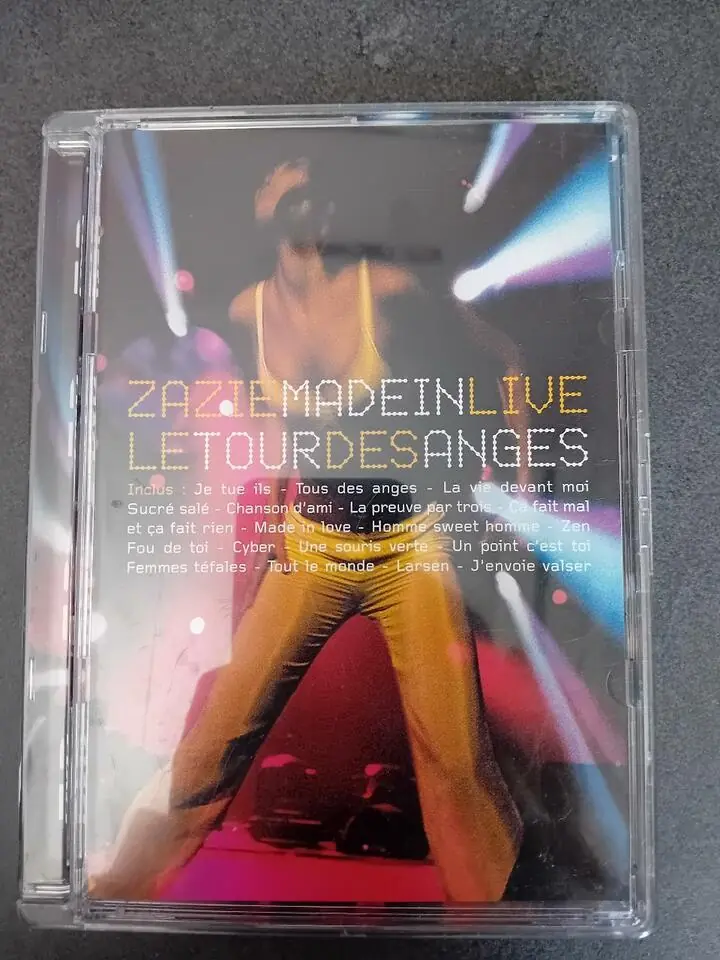 ZAZIEMADEINLIVE
LETOURDESANGES
Inclus : Je tue ils - Tous des anges - La vie devant moi
Sucré salé - Chanson d'ami - La preuve par trois - Ça fait mal
et ça fait rien - Made in love - Homme sweet homme - Zen
Fou de toi - Cyber - Une souris verte - Un point c'est toi
Femmes téfales - Tout le monde - Larsen - J'envoie valser